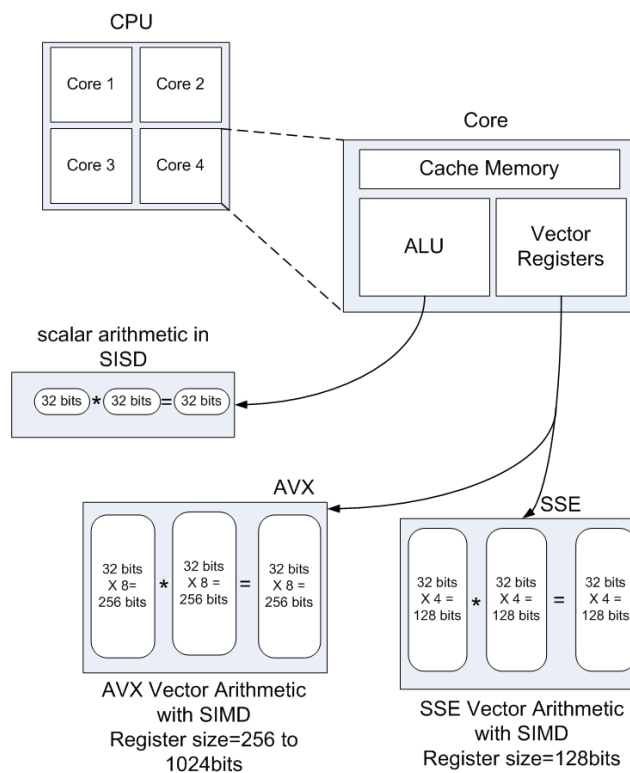 CPU
Core 1
Core 2
Core 3
Core 4
Core
Cache Memory
ALU
Vector
Registers
scalar arithmetic in
SISD
32 bits * 32 bits = 32 bits
AVX
32 bits
X 8=
256 bits
*
32 bits
X 8=
256 bits
=
32 bits
X 8=
256 bits
AVX Vector Arithmetic
with SIMD
Register size=256 to
1024bits
SSE
32 bits
X 4 =
128 bits
*
32 bits
X 4 =
128 bits
=
32 bits
X 4 =
128 bits
SSE Vector Arithmetic
with SIMD
Register size=128bits